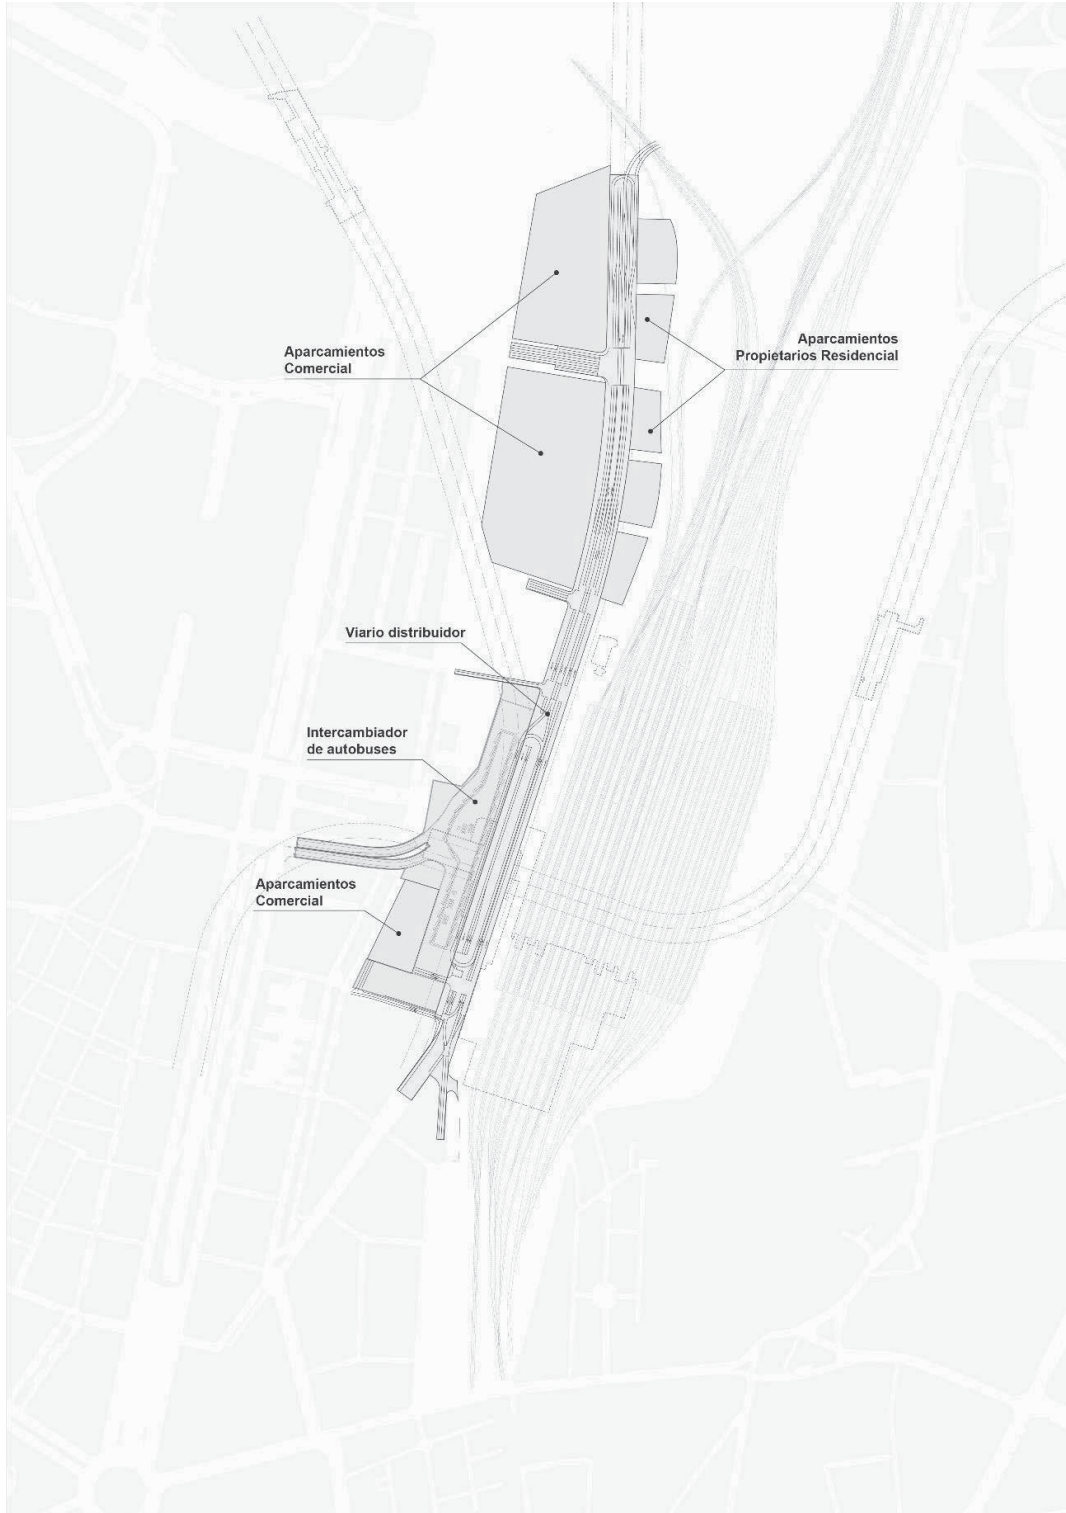 Aparcamientos
Propietarios Residencial
Aparcamientos
Comercial
Viario distribuidor
Intercambiador
de autobuses
Aparcamientos
Comercial